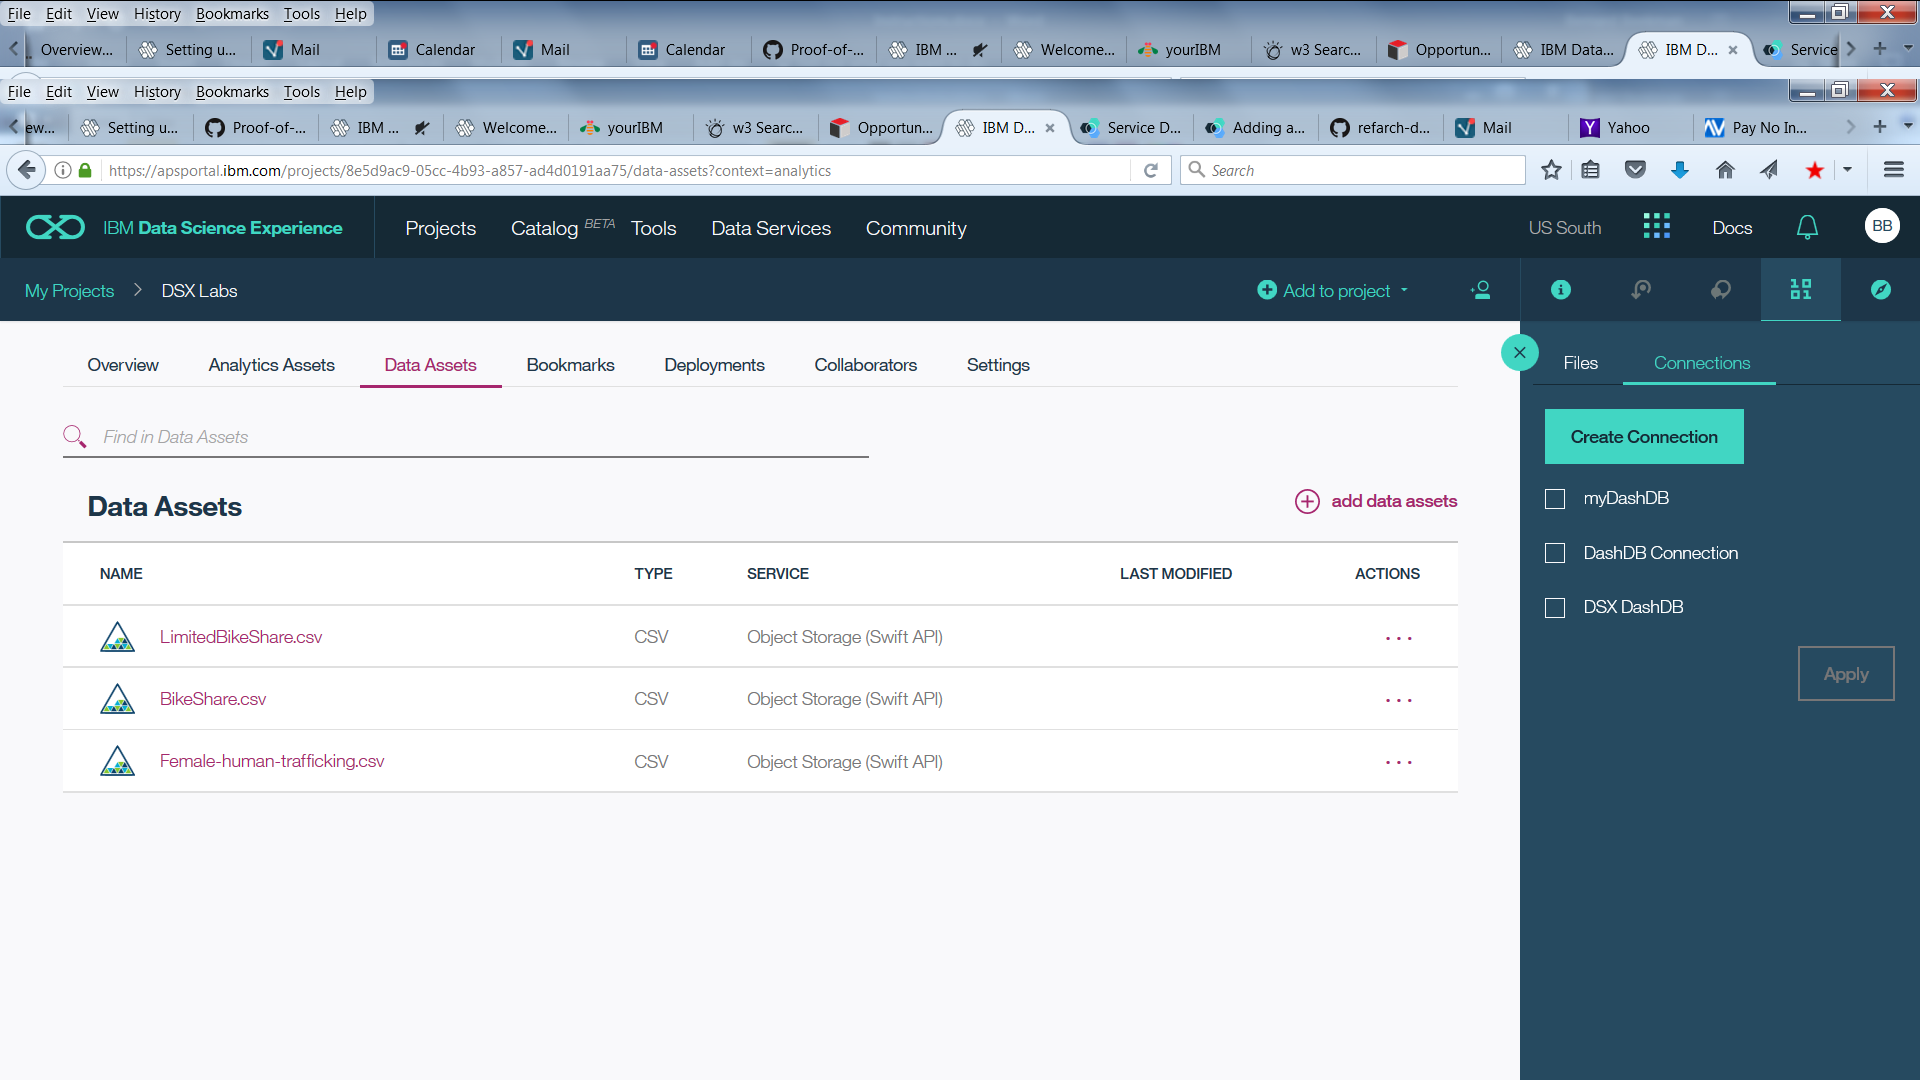 File Edit View History Bookmarks Tools Help
Overview... Setting u... Mail Calendar Mail Calendar Proof-of-... IBM ... Welcome... yourIBM w3 Searc... Opportun... IBM Data... IBM D... Service
File Edit View History Bookmarks Tools Help
ew... Setting u... Proof-of-... IBM ... Welcome... yourIBM w3 Searc... Opportun... IBM D... Service D... Adding a... refarch-d... Mail Yahoo Pay No In...
https://apsportal.ibm.com/projects/8e5d9ac9-05cc-4b93-a857-ad4d0191aa75/data-assets?context=analytics Search
IBM Data Science Experience Projects Catalog BETA Tools Data Services Community US South Docs BB
My Projects > DSX Labs Add to project
Overview Analytics Assets Data Assets Bookmarks Deployments Collaborators Settings Files Connections
Find in Data Assets Create Connection
Data Assets add data assets myDashDB
NAME TYPE SERVICE LAST MODIFIED ACTIONS DashDB Connection
LimitedBikeShare.csv CSV Object Storage (Swift API) ... DSX DashDB
BikeShare.csv CSV Object Storage (Swift API) ... Apply
Female-human-trafficking.csv CSV Object Storage (Swift API) ...